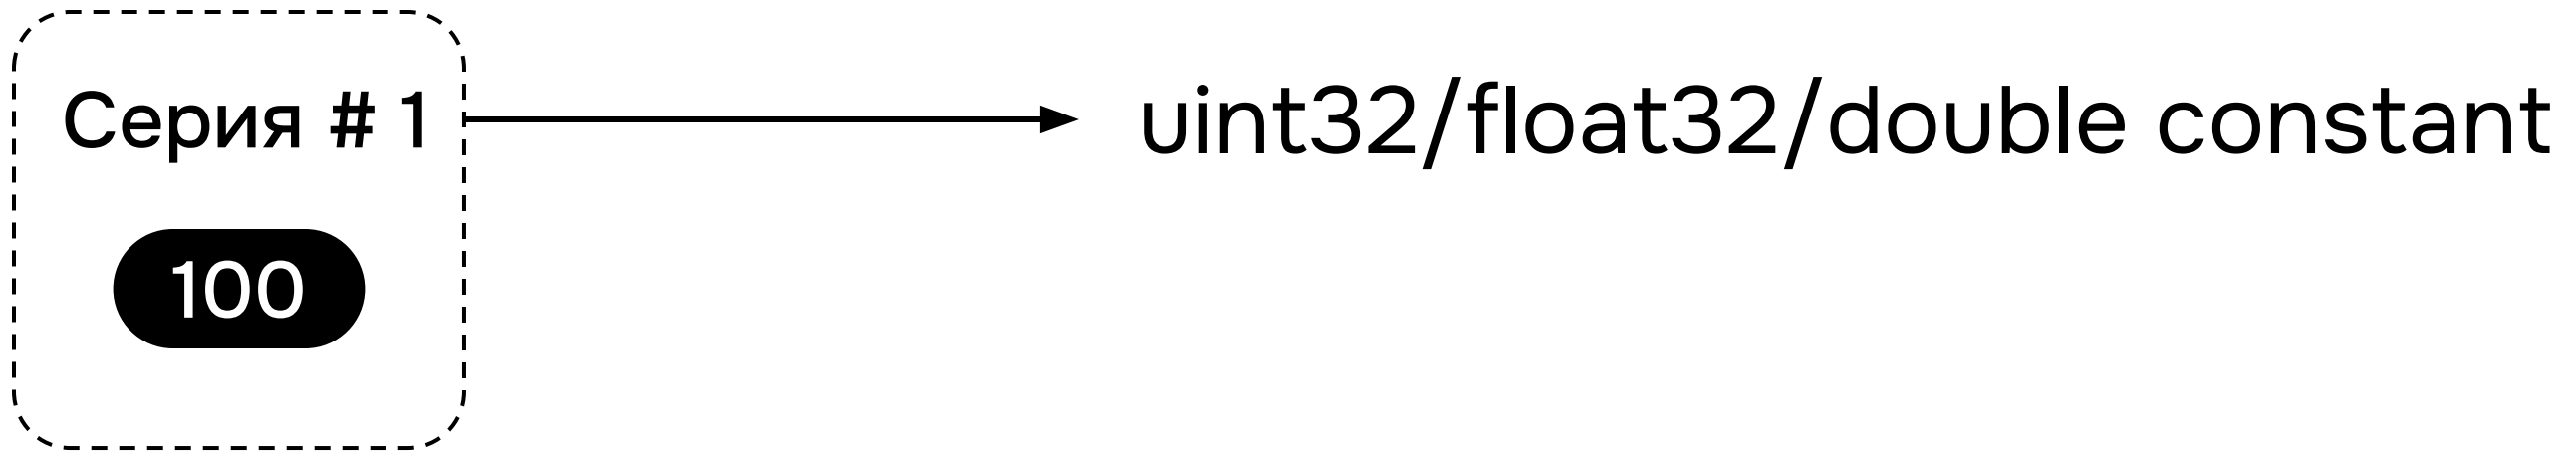 Серия # 1
uint32/float32/double constant
100